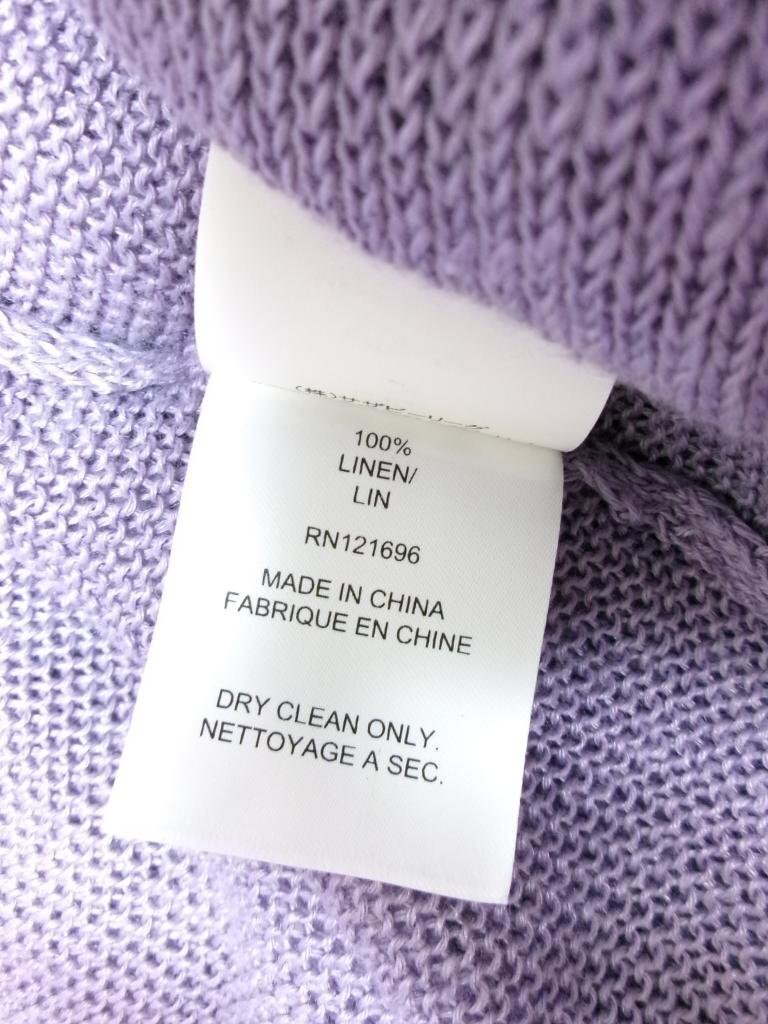 100%
LINEN/
LIN
RN121696
MADE IN CHINA
FABRIQUE EN CHINE
DRY CLEAN ONLY.
NETTOYAGE A SEC.